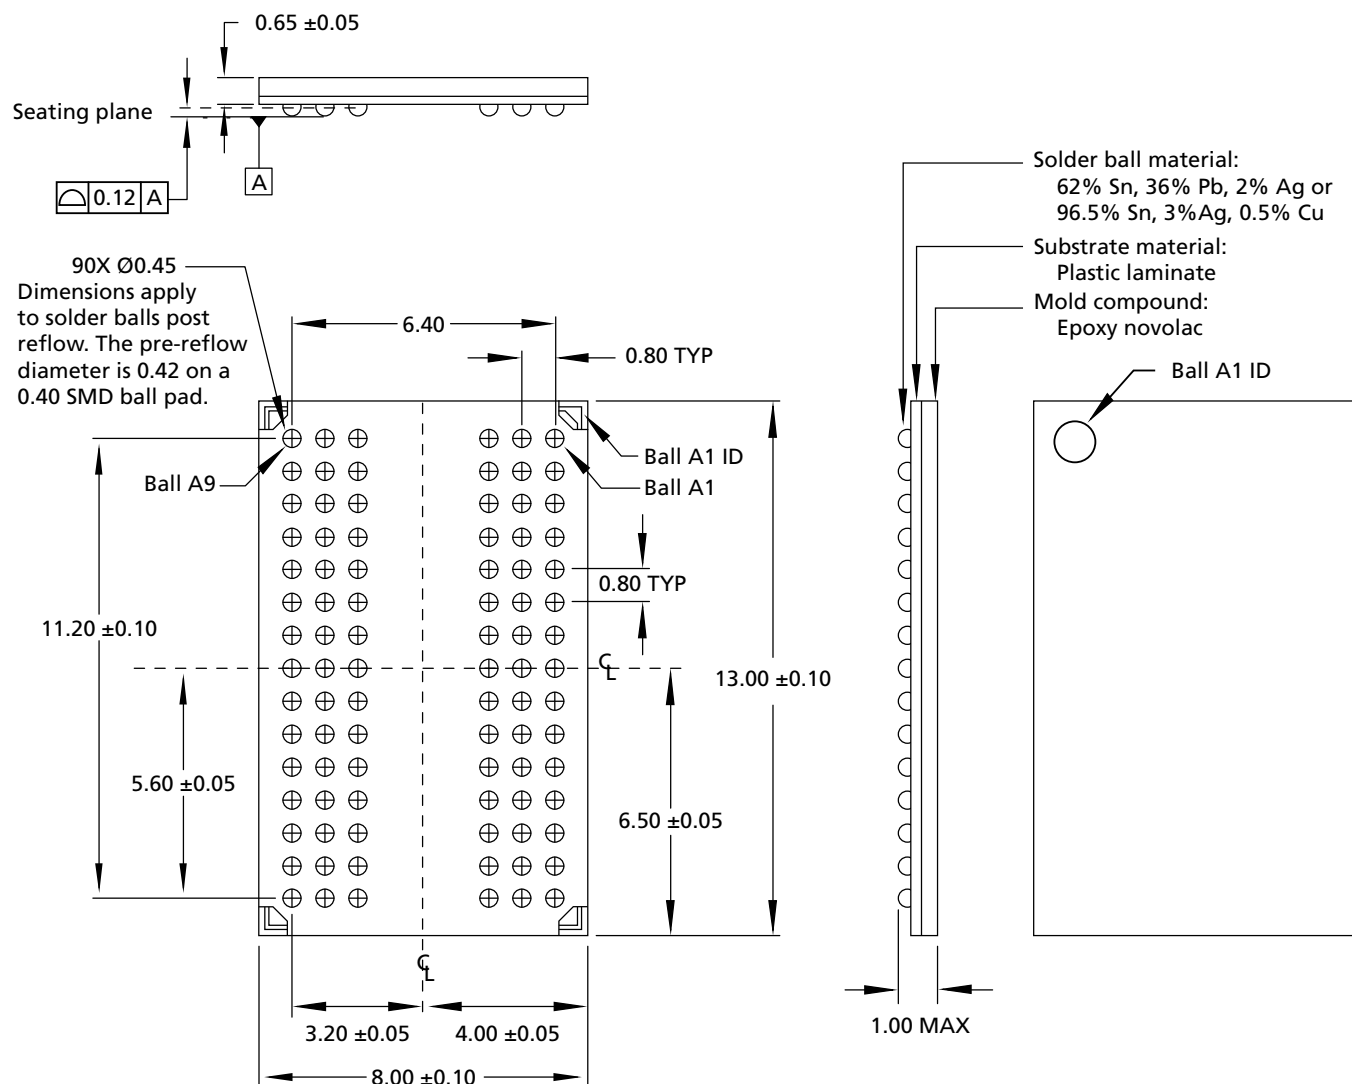 0.65 ±0.05
Seating plane
A
0.12 A
Solder ball material:
62% Sn, 36% Pb, 2% Ag or
96.5% Sn, 3%Ag, 0.5% Cu
Substrate material:
Plastic laminate
Mold compound:
Epoxy novolac
90X Ø0.45
Dimensions apply
to solder balls post
reflow. The pre-reflow
diameter is 0.42 on a
0.40 SMD ball pad.
6.40
0.80 TYP
Ball A1 ID
Ball A1 ID
Ball A9
Ball A1
0.80 TYP
11.20 ±0.10
CL
13.00 ±0.10
5.60 ±0.05
6.50 ±0.05
CL
3.20 ±0.05
4.00 ±0.05
1.00 MAX
8.00 ±0.10